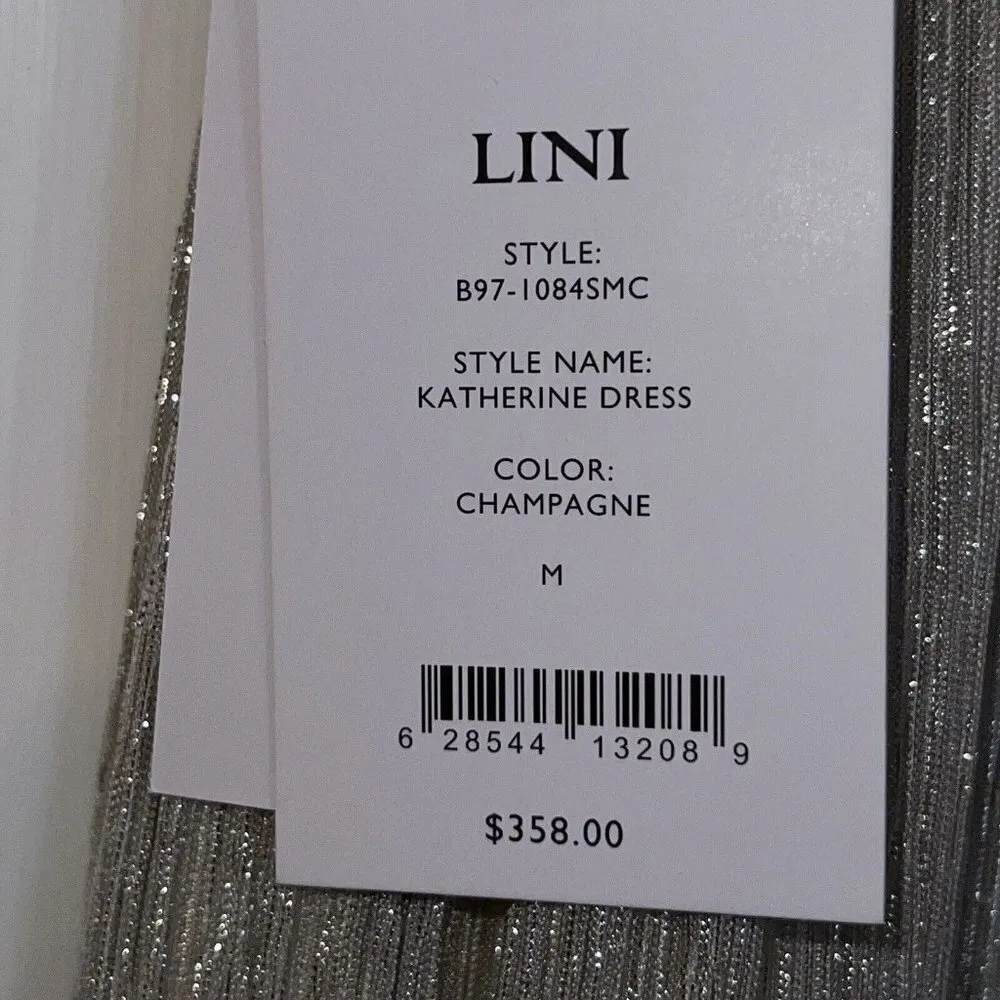 LINI
STYLE:
B97-1084SMC
STYLE NAME:
KATHERINE DRESS
COLOR:
CHAMPAGNE
M
6 28544 13208 9
$358.00